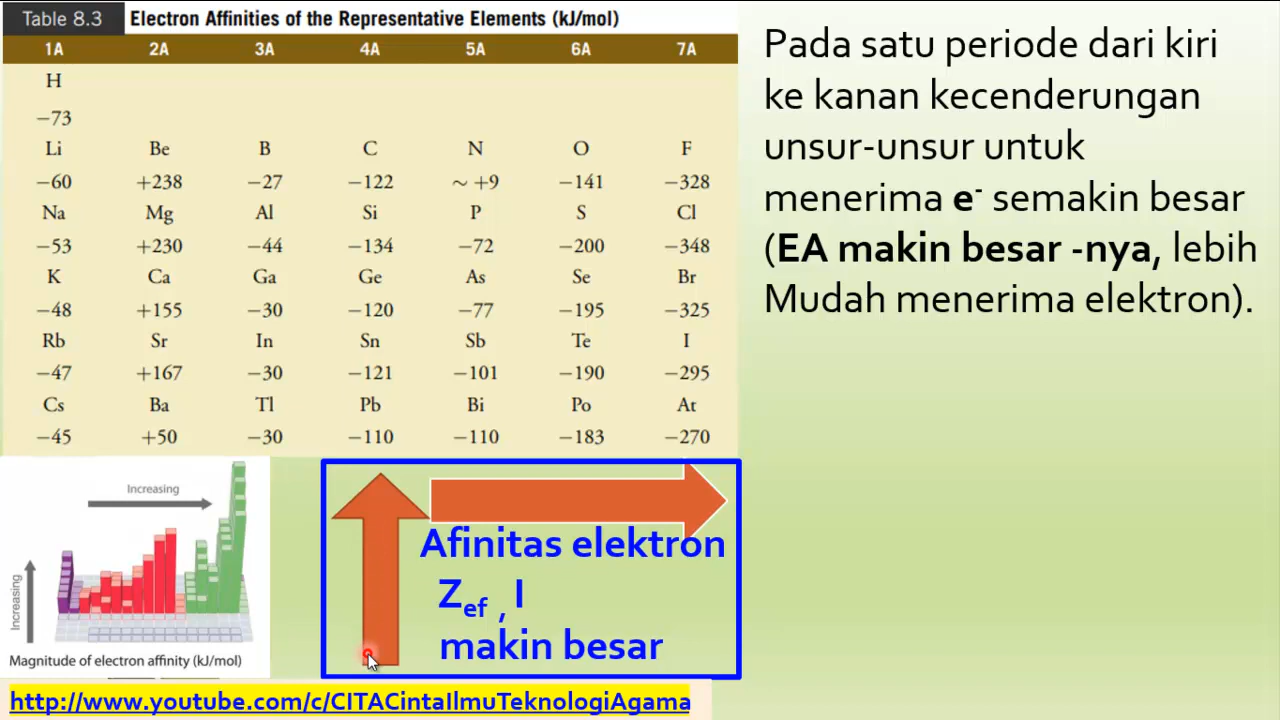 Table 8.3 Electron Affinities of the Representative Elements (kJ/mol)
1A 2A 3A 4A 5A 6A 7A
H
−73
Li Be B C N O F
−60 +238 −27 −122 ~ +9 −141 −328
Na Mg Al Si P S Cl
−53 +230 −44 −134 −72 −200 −348
K Ca Ga Ge As Se Br
−48 +155 −30 −120 −77 −195 −325
Rb Sr In Sn Sb Te I
−47 +167 −30 −121 −101 −190 −295
Cs Ba Tl Pb Bi Po At
−45 +50 −30 −110 −110 −183 −270
Pada satu periode dari kiri
ke kanan kecenderungan
unsur-unsur untuk
menerima e- semakin besar
(EA makin besar -nya, lebih
Mudah menerima elektron).
Increasing
Increasing
Magnitude of electron affinity (kJ/mol)
Afinitas elektron
Zef , I
makin besar
http://www.youtube.com/c/CITACintaIlmuTeknologiAgama